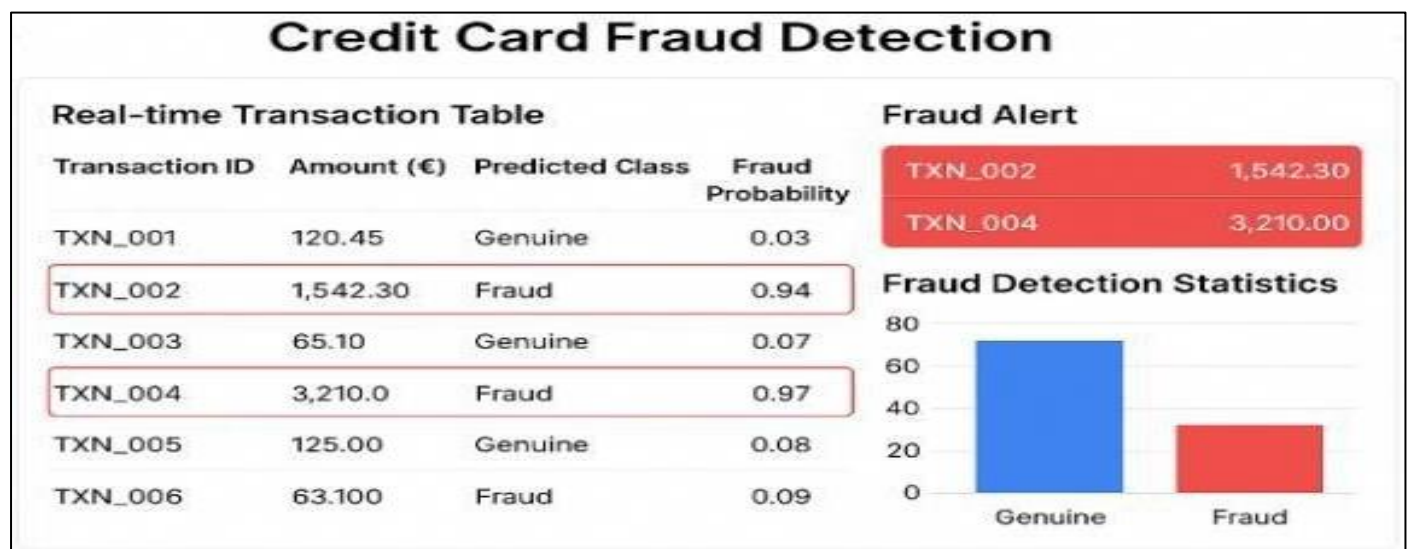 Credit Card Fraud Detection
Real-time Transaction Table
Transaction ID Amount (€) Predicted Class Fraud Probability
TXN_001 120.45 Genuine 0.03
TXN_002 1,542.30 Fraud 0.94
TXN_003 65.10 Genuine 0.07
TXN_004 3,210.0 Fraud 0.97
TXN_005 125.00 Genuine 0.08
TXN_006 63.100 Fraud 0.09
Fraud Alert
TXN_002 1,542.30
TXN_004 3,210.00
Fraud Detection Statistics
80
60
40
20
0
Genuine Fraud